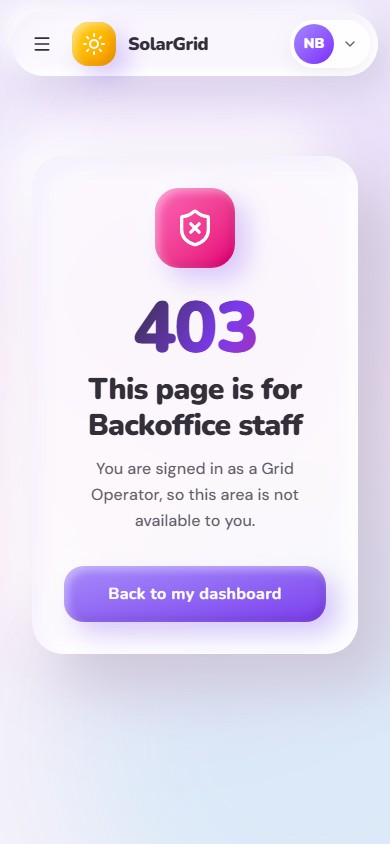 SolarGrid
NB
403
This page is for
Backoffice staff
You are signed in as a Grid
Operator, so this area is not
available to you.
Back to my dashboard